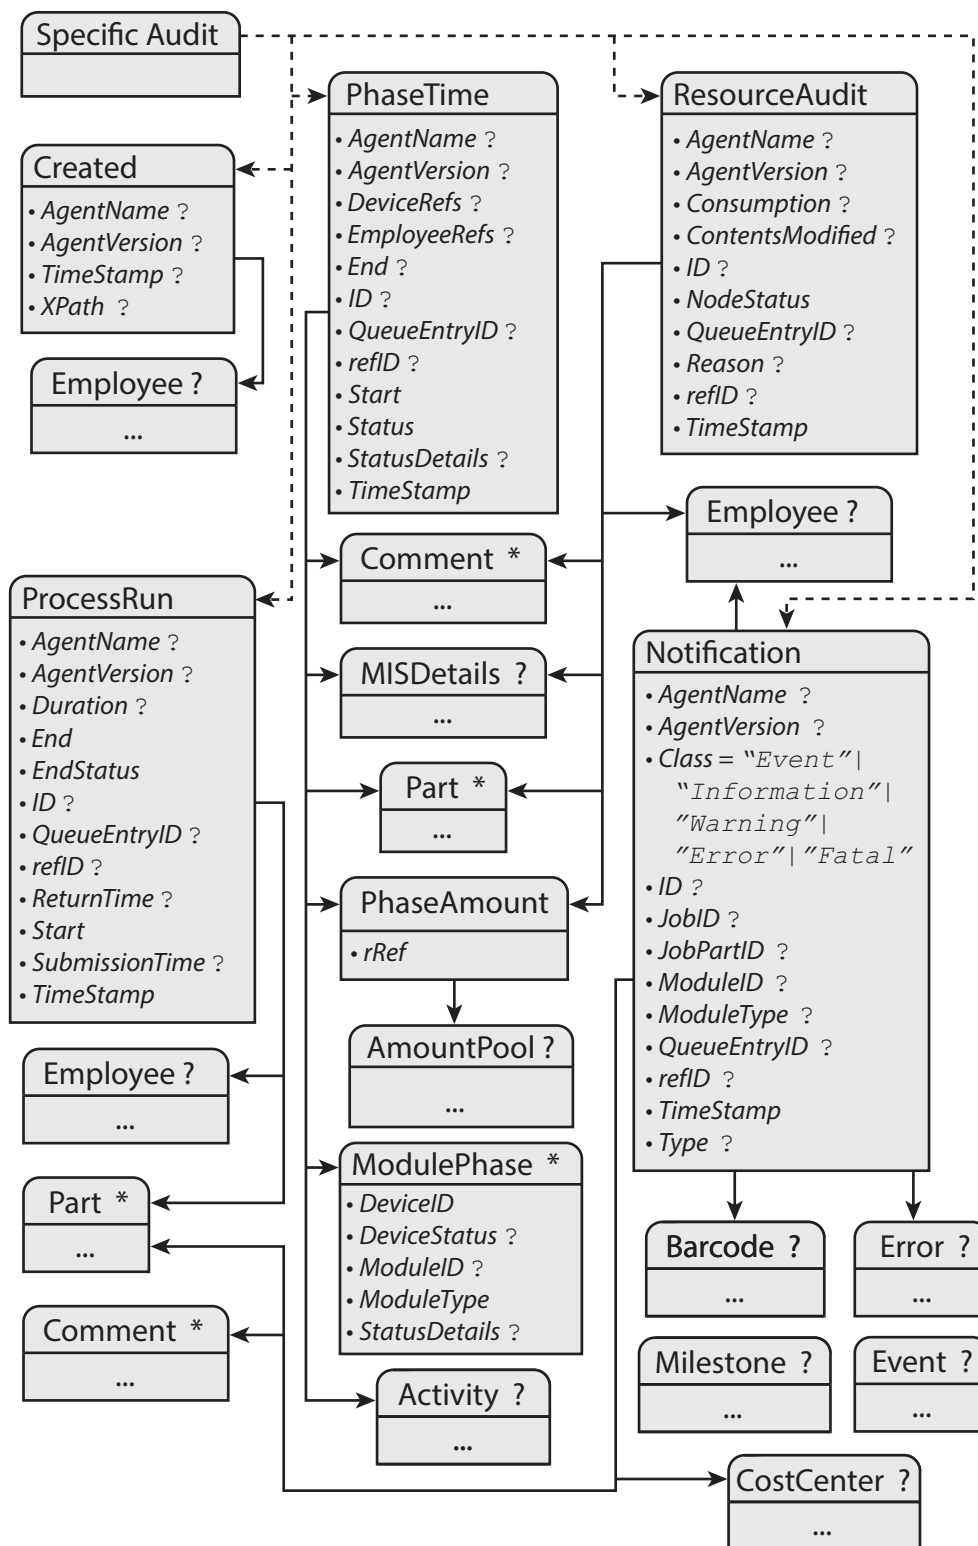 Specific Audit
Created
• AgentName ?
• AgentVersion ?
• TimeStamp ?
• XPath ?
Employee ?
...
PhaseTime
• AgentName ?
• AgentVersion ?
• DeviceRefs ?
• EmployeeRefs ?
• End ?
• ID ?
• QueueEntryID ?
• refID ?
• Start
• Status
• StatusDetails ?
• TimeStamp
ResourceAudit
• AgentName ?
• AgentVersion ?
• Consumption ?
• ContentsModified ?
• ID ?
• NodeStatus
• QueueEntryID ?
• Reason ?
• refID ?
• TimeStamp
Employee ?
...
Comment *
...
MISDetails ?
...
Part *
...
PhaseAmount
• rRef
AmountPool ?
...
ModulePhase *
• DeviceID
• DeviceStatus ?
• ModuleID ?
• ModuleType
• StatusDetails ?
Activity ?
...
ProcessRun
• AgentName ?
• AgentVersion ?
• Duration ?
• End
• EndStatus
• ID ?
• QueueEntryID ?
• refID ?
• ReturnTime ?
• Start
• SubmissionTime ?
• TimeStamp
Employee ?
...
Part *
...
Comment *
...
Notification
• AgentName ?
• AgentVersion ?
• Class = “Event”|
“Information”|
”Warning”|
”Error”|”Fatal”
• ID ?
• JobID ?
• JobPartID ?
• ModuleID ?
• ModuleType ?
• QueueEntryID ?
• refID ?
• TimeStamp
• Type ?
Barcode ?
...
Error ?
...
Milestone ?
...
Event ?
...
CostCenter ?
...